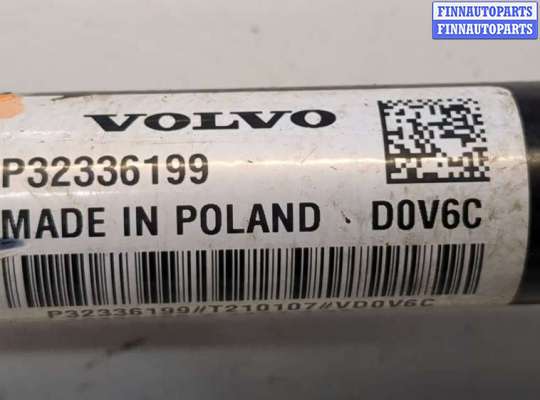 FINNAUTOPARTS
FINNAUTOPARTS
VOLVO
P32336199
MADE IN POLAND D0V6C
P32336199#T210107#VD0V6C